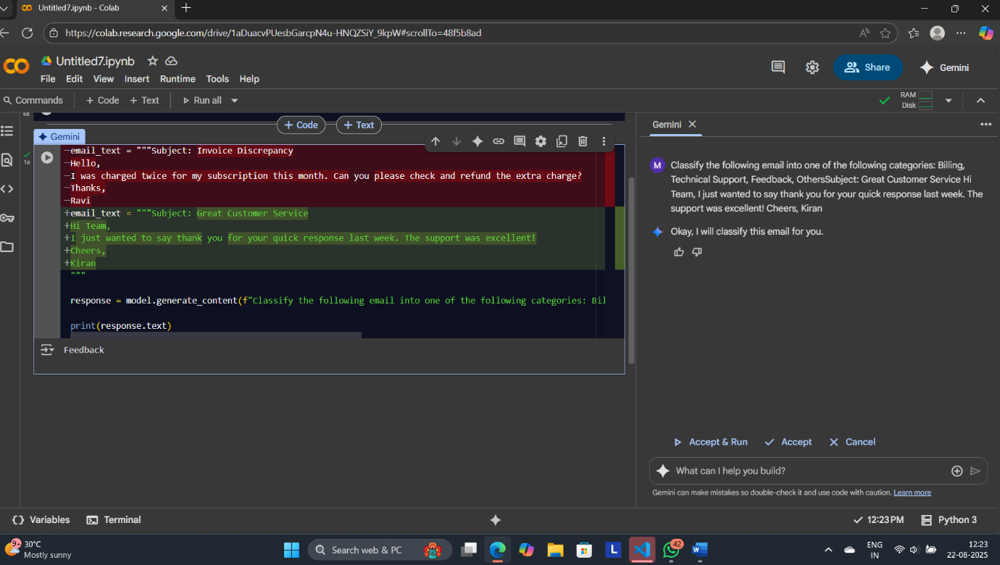 Untitled7.ipynb - Colab
https://colab.research.google.com/drive/1aDuacvPUesbGarcpN4u-HNQZSiY_9kpW#scrollTo=48f5b8ad
Untitled7.ipynb
File Edit View Insert Runtime Tools Help
Share
Gemini
Commands + Code + Text Run all
RAM
Disk
6s
+ Code + Text
Gemini
1s
—email_text = """Subject: Invoice Discrepancy
—Hello,
—I was charged twice for my subscription this month. Can you please check and refund the extra charge?
—Thanks,
—Ravi
+email_text = """Subject: Great Customer Service
+Hi Team,
+I just wanted to say thank you for your quick response last week. The support was excellent!
+Cheers,
+Kiran
"""
response = model.generate_content(f"Classify the following email into one of the following categories: Bil
print(response.text)
Feedback
Gemini
M
Classify the following email into one of the following categories: Billing,
Technical Support, Feedback, OthersSubject: Great Customer Service Hi
Team, I just wanted to say thank you for your quick response last week. The
support was excellent! Cheers, Kiran
Okay, I will classify this email for you.
Accept & Run Accept Cancel
What can I help you build?
Gemini can make mistakes so double-check it and use code with caution. Learn more
Variables Terminal
12:23 PM Python 3
9+
30°C
Mostly sunny
Search web & PC
L
42
W
ENG
IN
12:23
22-08-2025